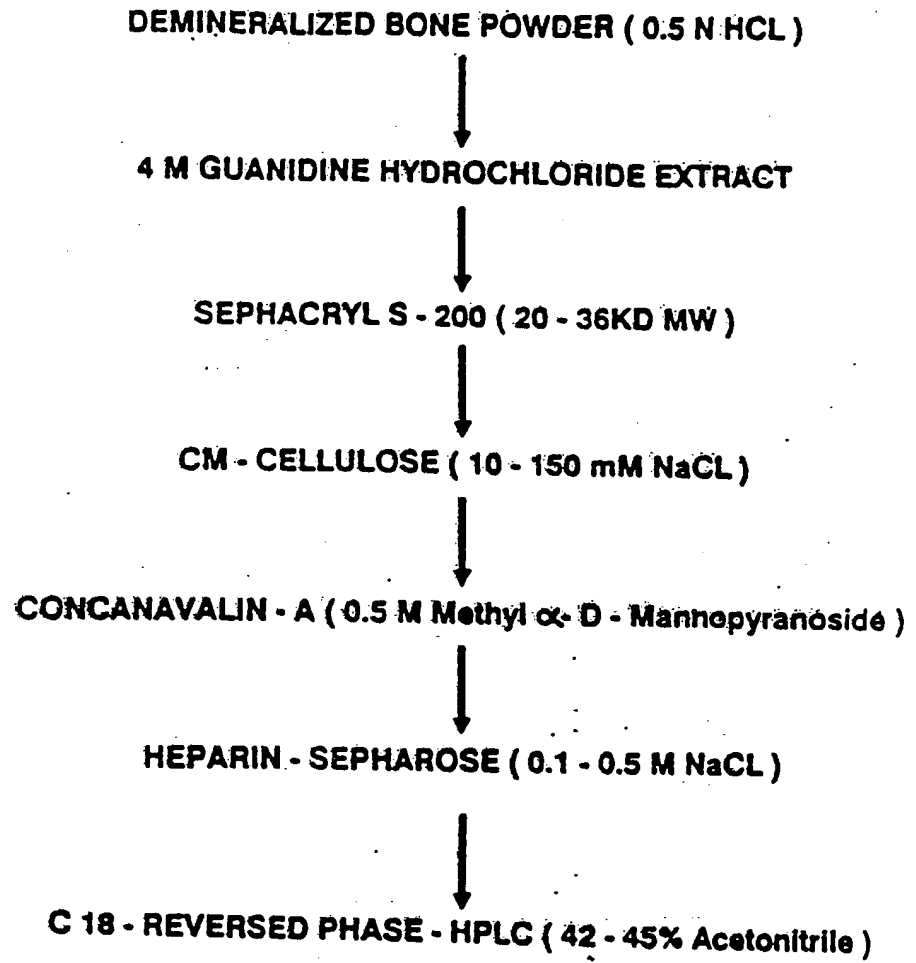 DEMINERALIZED BONE POWDER ( 0.5 N HCL )
4 M GUANIDINE HYDROCHLORIDE EXTRACT
SEPHACRYL S - 200 ( 20 - 36KD MW )
CM - CELLULOSE ( 10 - 150 mM NaCL )
CONCANAVALIN - A ( 0.5 M Methyl α- D - Mannopyranoside )
HEPARIN - SEPHAROSE ( 0.1 - 0.5 M NaCL )
C 18 - REVERSED PHASE - HPLC ( 42 - 45% Acetonitrile )